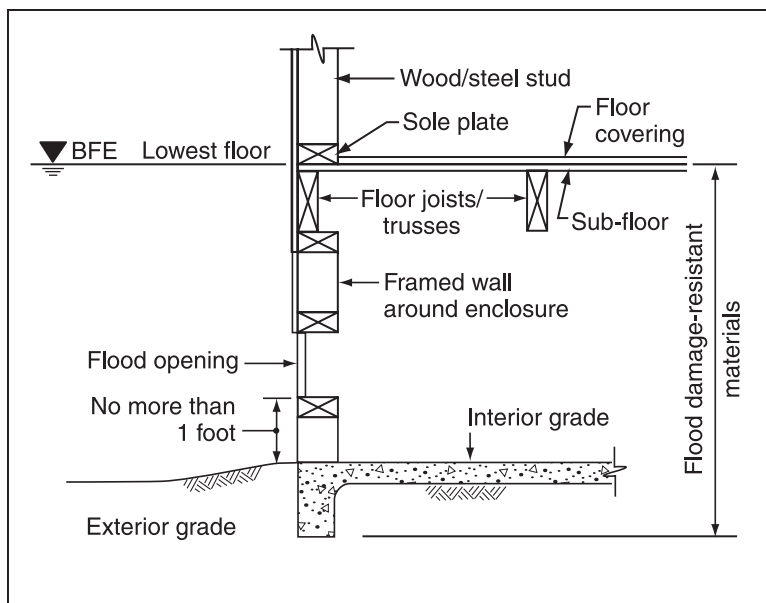 Wood/steel stud
Floor
covering
Sole plate
BFE Lowest floor
Floor joists/
trusses
Sub-floor
Framed wall
around enclosure
Flood damage-resistant
materials
Flood opening
No more than
1 foot
Interior grade
Exterior grade